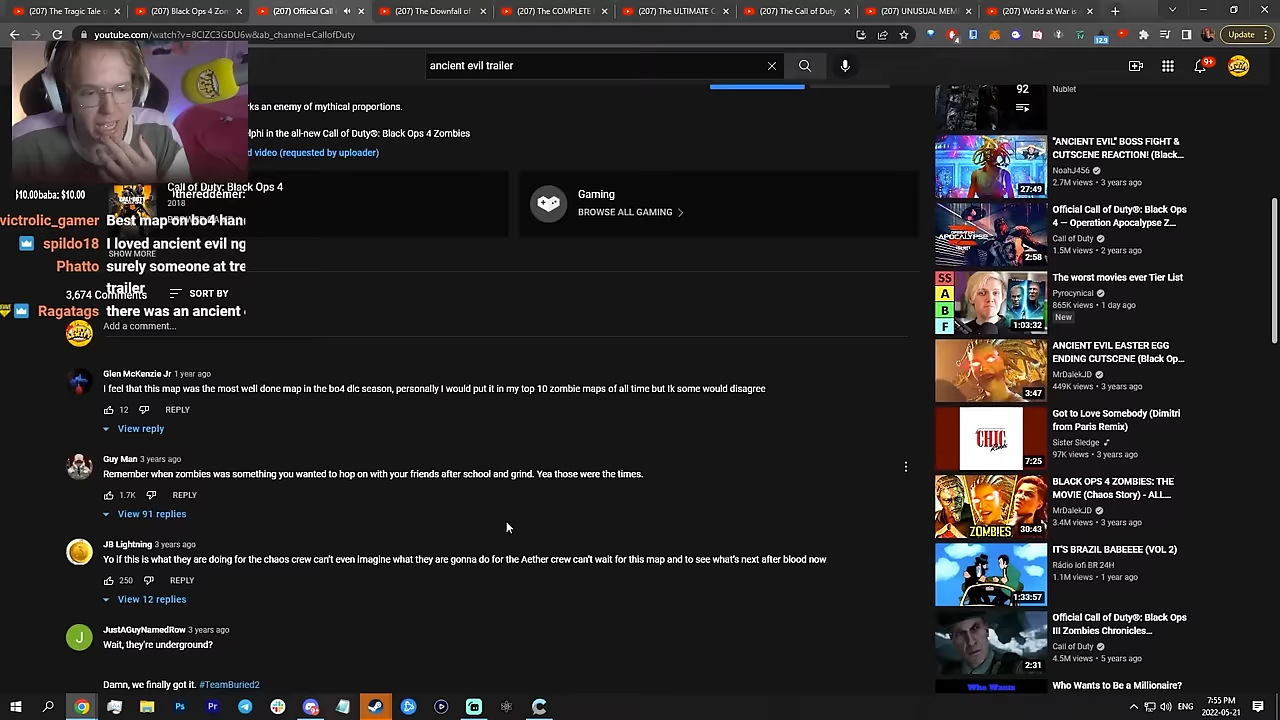 (207) The Tragic Tale o
(207) Black Ops 4 Zom
(207) Official Call
(207) The Downfall of
(207) The COMPLETE
(207) The ULTIMATE C
(207) The Call of Duty
(207) UNUSUAL MEM
(207) World at War is
youtube.com/watch?v=8ClZC3GDU6w&ab_channel=CallofDuty
12.9
Update
ancient evil trailer
9+
rks an enemy of mythical proportions.
lphi in the all-new Call of Duty®: Black Ops 4 Zombies
video (requested by uploader)
$10.00baba: $10.00
Call of Duty: Black Ops 4
2018
Gaming
BROWSE ALL GAMING
victrolic_gamer Best map on bo4
spildo18 I loved ancient evil ng
SHOW MORE
Phatto surely someone at tre
trailer
3,674 Comments
SORT BY
Ragatags there was an ancient
Add a comment...
Glen McKenzie Jr 1 year ago
I feel that this map was the most well done map in the bo4 dlc season, personally I would put it in my top 10 zombie maps of all time but Ik some would disagree
12 REPLY
View reply
Guy Man 3 years ago
Remember when zombies was something you wanted to hop on with your friends after school and grind. Yea those were the times.
1.7K REPLY
View 91 replies
JB Lightning 3 years ago
Yo if this is what they are doing for the chaos crew can't even imagine what they are gonna do for the Aether crew can't wait for this map and to see what's next after blood now
250 REPLY
View 12 replies
J
JustAGuyNamedRow 3 years ago
Wait, they're underground?
Damn, we finally got it. #TeamBuried2
92
Nublet
"ANCIENT EVIL" BOSS FIGHT &
CUTSCENE REACTION! (Black...
NoahJ456
2.7M views • 3 years ago
27:49
Official Call of Duty®: Black Ops
4 — Operation Apocalypse Z...
Call of Duty
1.5M views • 2 years ago
2:58
SS
A
B
F
The worst movies ever Tier List
Pyrocynical
865K views • 1 day ago
New
1:03:32
ANCIENT EVIL EASTER EGG
ENDING CUTSCENE (Black Op...
MrDalekJD
449K views • 3 years ago
3:47
CHIC
Got to Love Somebody (Dimitri
from Paris Remix)
Sister Sledge
97K views • 3 years ago
7:25
ZOMBIES
BLACK OPS 4 ZOMBIES: THE
MOVIE (Chaos Story) - ALL...
MrDalekJD
3.4M views • 3 years ago
30:43
IT'S BRAZIL BABEEEE (VOL 2)
Rádio lofi BR 24H
1.1M views • 1 year ago
1:33:57
Official Call of Duty®: Black Ops
III Zombies Chronicles...
Call of Duty
4.5M views • 5 years ago
2:31
Who Wants
Who Wants to Be a Millionaire?
Ps
Pr
ENG
7:55 PM
2022-05-21